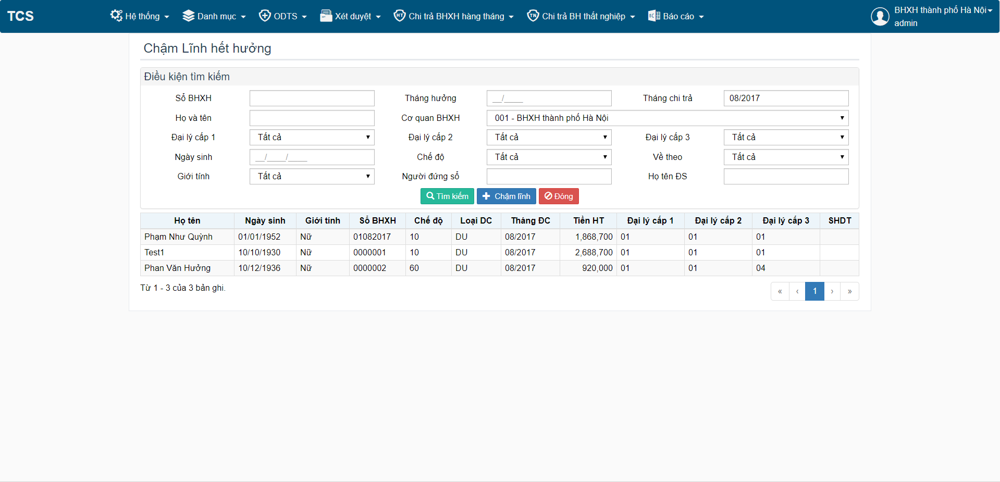 TCS Hệ thống Danh mục ODTS Xét duyệt HT Chi trả BHXH hàng tháng TN Chi trả BH thất nghiệp BC Báo cáo BHXH thành phố Hà Nội
admin
Chậm Lĩnh hết hưởng
Điều kiện tìm kiếm
Sổ BHXH Tháng hưởng __/____ Tháng chi trả 08/2017
Họ và tên Cơ quan BHXH 001 - BHXH thành phố Hà Nội
Đại lý cấp 1 Tất cả Đại lý cấp 2 Tất cả Đại lý cấp 3 Tất cả
Ngày sinh __/____/____ Chế độ Tất cả Về theo Tất cả
Giới tính Tất cả Người đứng sổ Họ tên ĐS
Tìm kiếm Chậm lĩnh Đóng
Họ tên Ngày sinh Giới tính Sổ BHXH Chế độ Loại DC Tháng ĐC Tiền HT Đại lý cấp 1 Đại lý cấp 2 Đại lý cấp 3 SHDT
Phạm Như Quỳnh 01/01/1952 Nữ 01082017 10 DU 08/2017 1,868,700 01 01 01
Test1 10/10/1930 Nữ 0000001 10 DU 08/2017 2,688,700 01 01 01
Phan Văn Hưởng 10/12/1936 Nữ 0000002 60 DU 08/2017 920,000 01 01 04
Từ 1 - 3 của 3 bản ghi. « ‹ 1 › »